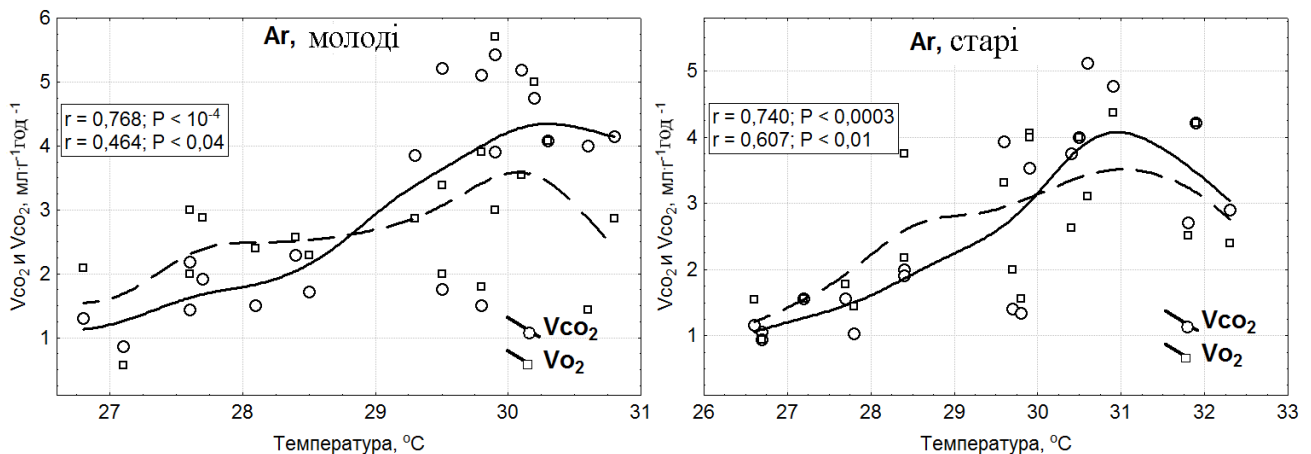 Ar, молоді
Vco₂ и Vco₂, мл·г⁻¹год⁻¹
6
5
4
3
2
1
r = 0,768; P < 10⁻⁴
r = 0,464; P < 0,04
Vco₂
Vo₂
27 28 29 30 31
Температура, °C
Ar, старі
Vco₂ и Vco₂, мл·г⁻¹год⁻¹
5
4
3
2
1
r = 0,740; P < 0,0003
r = 0,607; P < 0,01
Vco₂
Vo₂
26 27 28 29 30 31 32 33
Температура, °C